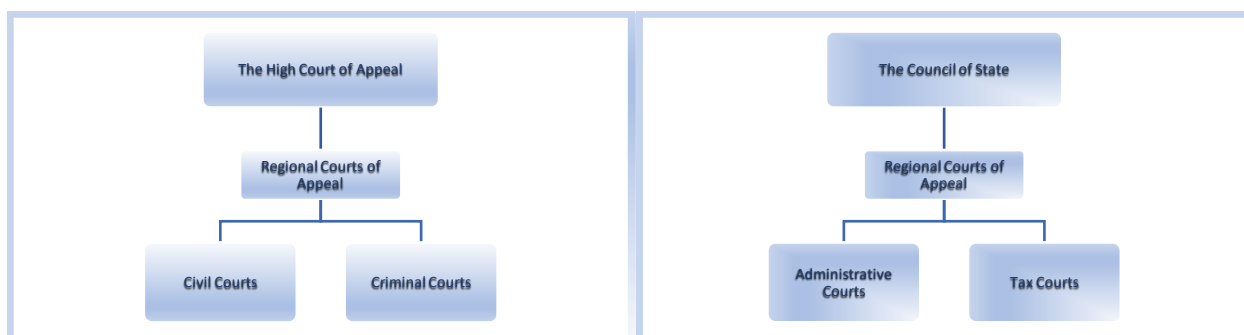 The High Court of Appeal
Regional Courts of
Appeal
Civil Courts
Criminal Courts
The Council of State
Regional Courts of
Appeal
Administrative
Courts
Tax Courts